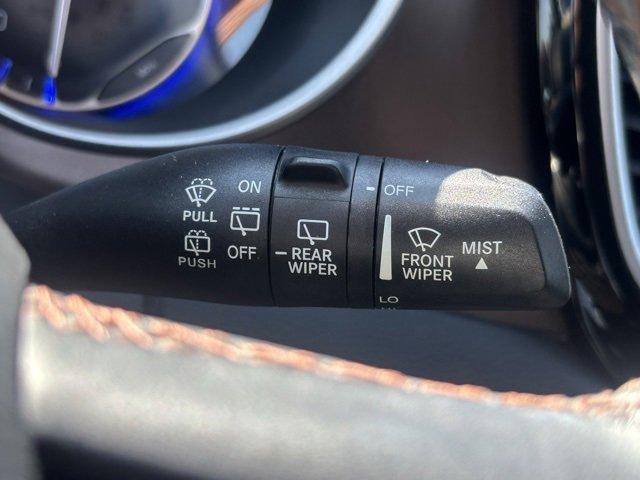 PULL
PUSH
ON
OFF
REAR
WIPER
OFF
FRONT
WIPER
MIST
LO